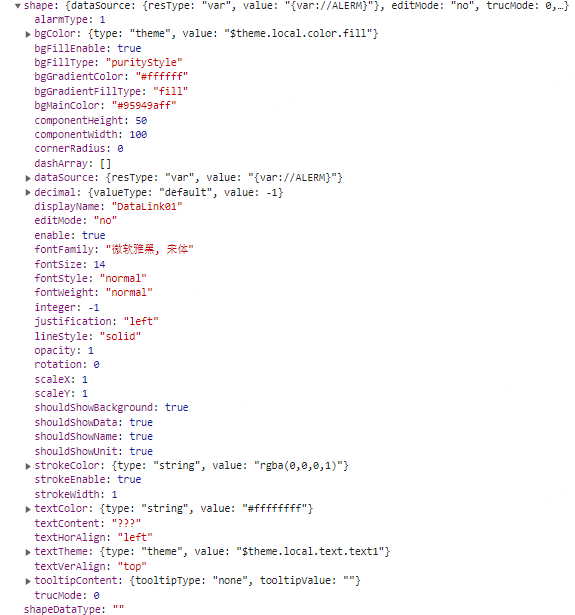 shape: {dataSource: {resType: "var", value: "{var://ALERM}"}, editMode: "no", trucMode: 0,…}
alarmType: 1
bgColor: {type: "theme", value: "$theme.local.color.fill"}
bgFillEnable: true
bgFillType: "purityStyle"
bgGradientColor: "#ffffff"
bgGradientFillType: "fill"
bgMainColor: "#95949aff"
componentHeight: 50
componentWidth: 100
cornerRadius: 0
dashArray: []
dataSource: {resType: "var", value: "{var://ALERM}"}
decimal: {valueType: "default", value: -1}
displayName: "DataLink01"
editMode: "no"
enable: true
fontFamily: "微软雅黑, 宋体"
fontSize: 14
fontStyle: "normal"
fontWeight: "normal"
integer: -1
justification: "left"
lineStyle: "solid"
opacity: 1
rotation: 0
scaleX: 1
scaleY: 1
shouldShowBackground: true
shouldShowData: true
shouldShowName: true
shouldShowUnit: true
strokeColor: {type: "string", value: "rgba(0,0,0,1)"}
strokeEnable: true
strokeWidth: 1
textColor: {type: "string", value: "#ffffffff"}
textContent: "???"
textHorAlign: "left"
textTheme: {type: "theme", value: "$theme.local.text.text1"}
textVerAlign: "top"
tooltipContent: {tooltipType: "none", tooltipValue: ""}
trucMode: 0
shapeDataType: ""